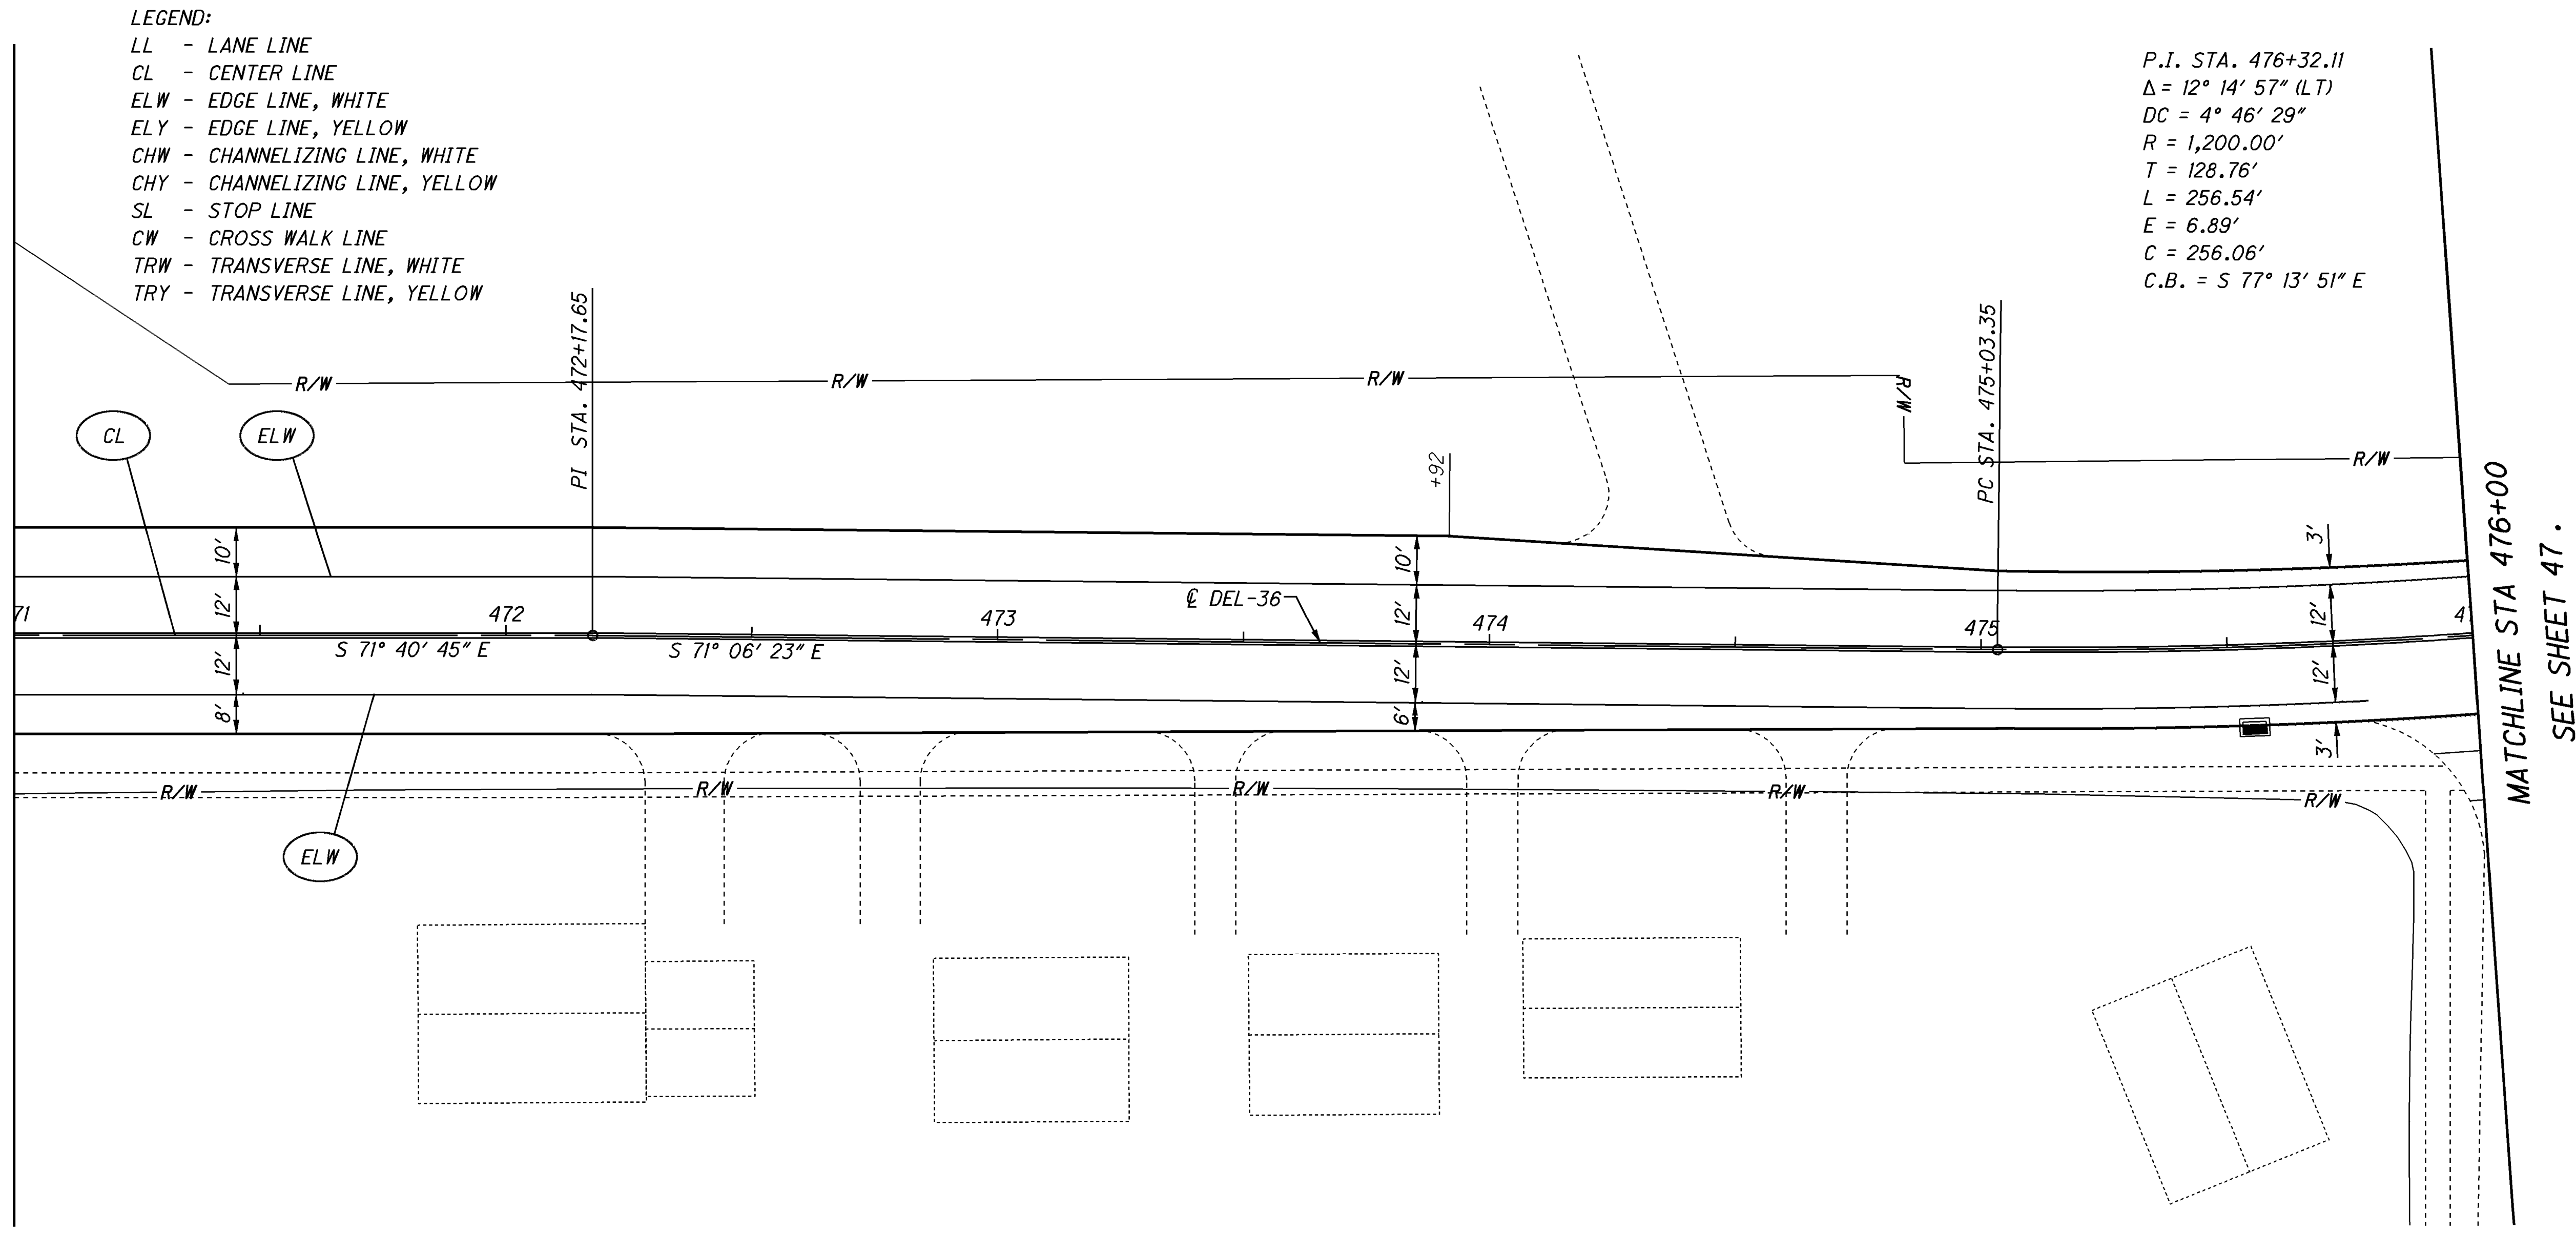 LEGEND:
LL - LANE LINE
CL - CENTER LINE
ELW - EDGE LINE, WHITE
ELY - EDGE LINE, YELLOW
CHW - CHANNELIZING LINE, WHITE
CHY - CHANNELIZING LINE, YELLOW
SL - STOP LINE
CW - CROSS WALK LINE
TRW - TRANSVERSE LINE, WHITE
TRY - TRANSVERSE LINE, YELLOW
P.I. STA. 476+32.11
Δ = 12° 14' 57" (LT)
DC = 4° 46' 29"
R = 1,200.00'
T = 128.76'
L = 256.54'
E = 6.89'
C = 256.06'
C.B. = S 77° 13' 51" E
PI STA. 472+17.65
PC STA. 475+03.35
R/W
R/W
R/W
R/W
R/W
CL
ELW
+92
10'
12'
12'
8'
10'
12'
12'
6'
3'
12'
12'
3'
71
472
473
474
475
47
℄ DEL-36
S 71° 40' 45" E
S 71° 06' 23" E
R/W
R/W
R/W
R/W
R/W
ELW
MATCHLINE STA 476+00
SEE SHEET 47 .